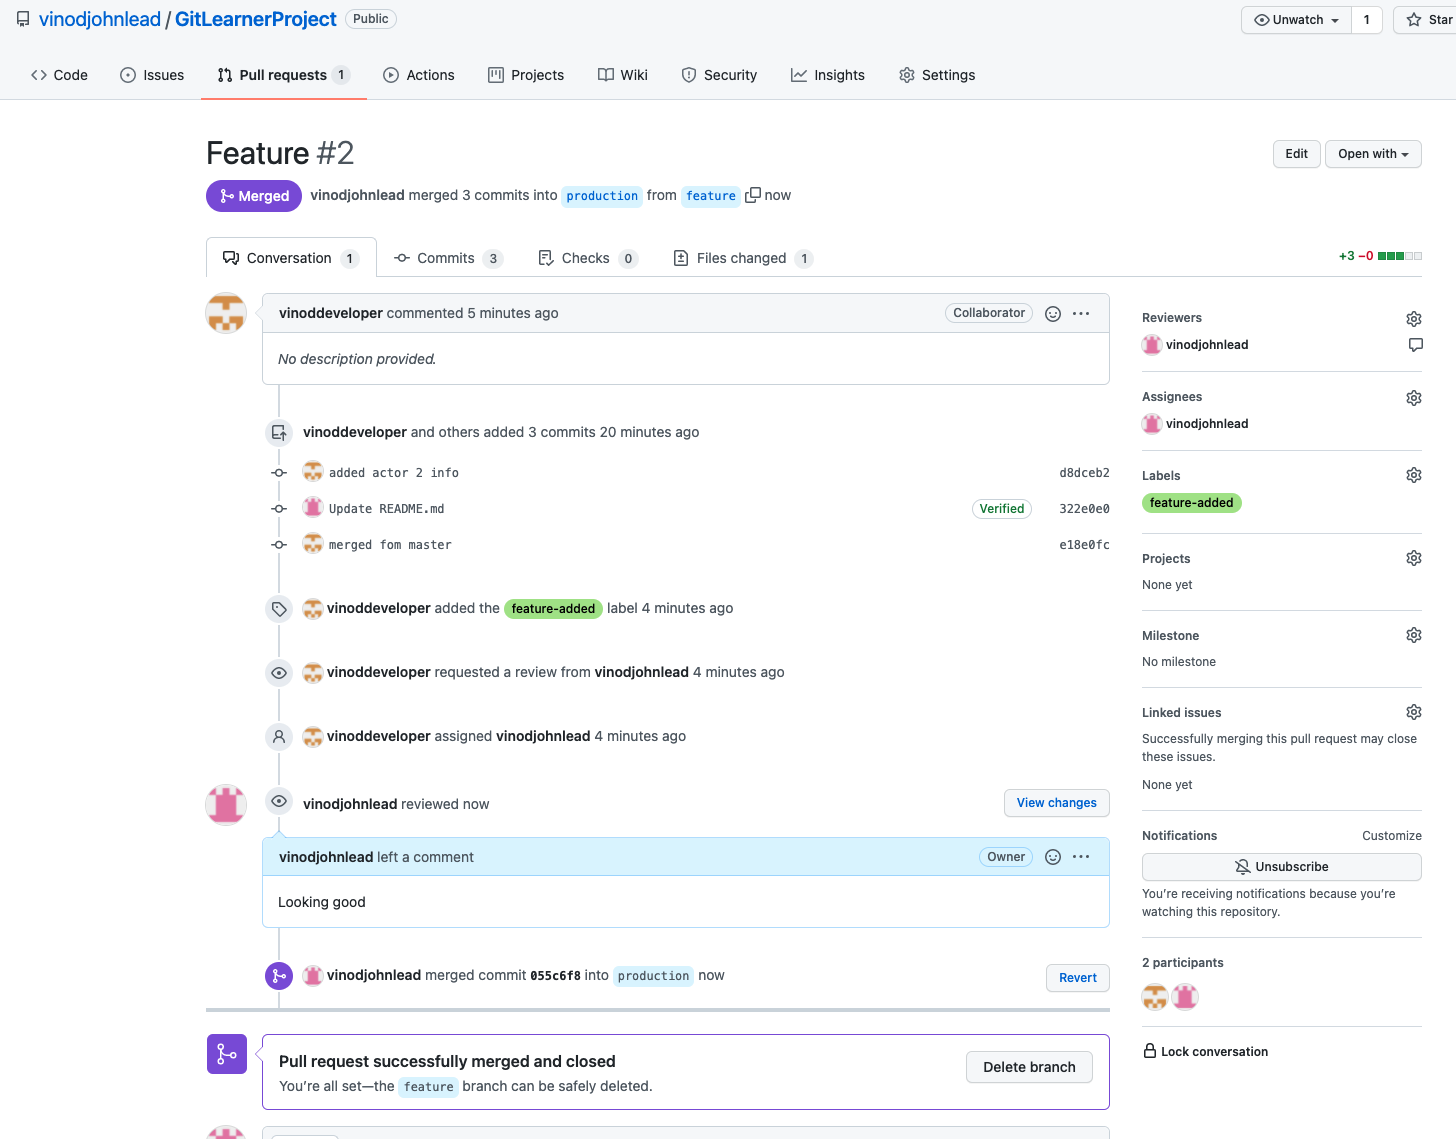 vinodjohnlead / GitLearnerProject Public
Unwatch 1 Star
Code Issues Pull requests 1 Actions Projects Wiki Security Insights Settings
Feature #2
Edit Open with
Merged vinodjohnlead merged 3 commits into production from feature now
Conversation 1 Commits 3 Checks 0 Files changed 1
+3 −0
vinoddeveloper commented 5 minutes ago Collaborator
No description provided.
vinoddeveloper and others added 3 commits 20 minutes ago
added actor 2 info d8dceb2
Update README.md Verified 322e0e0
merged fom master e18e0fc
vinoddeveloper added the feature-added label 4 minutes ago
vinoddeveloper requested a review from vinodjohnlead 4 minutes ago
vinoddeveloper assigned vinodjohnlead 4 minutes ago
vinodjohnlead reviewed now View changes
vinodjohnlead left a comment Owner
Looking good
vinodjohnlead merged commit 055c6f8 into production now Revert
Pull request successfully merged and closed
You’re all set—the feature branch can be safely deleted.
Delete branch
Reviewers
vinodjohnlead
Assignees
vinodjohnlead
Labels
feature-added
Projects
None yet
Milestone
No milestone
Linked issues
Successfully merging this pull request may close
these issues.
None yet
Notifications Customize
Unsubscribe
You’re receiving notifications because you’re
watching this repository.
2 participants
Lock conversation